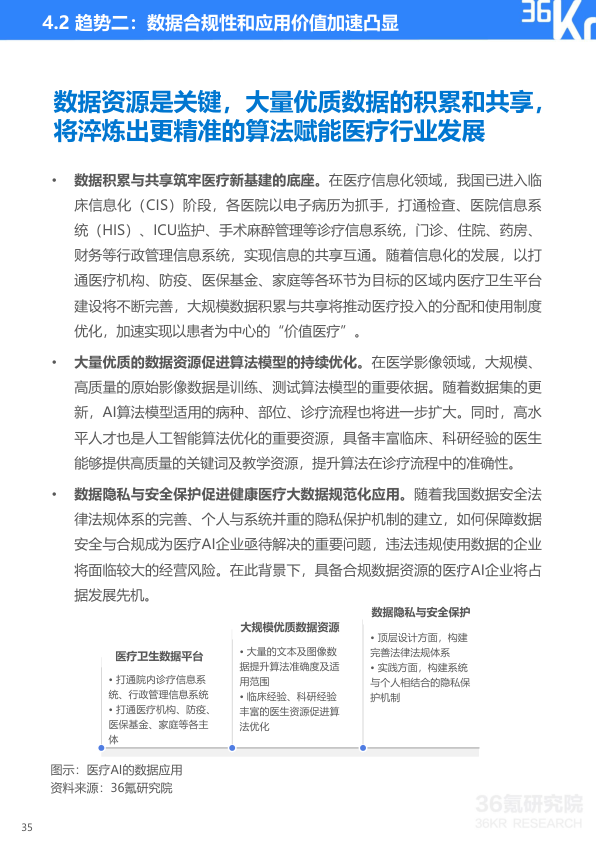 4.2 趋势二：数据合规性和应用价值加速凸显
36Kr
数据资源是关键，大量优质数据的积累和共享，
将淬炼出更精准的算法赋能医疗行业发展
• 数据积累与共享筑牢医疗新基建的底座。在医疗信息化领域，我国已进入临
床信息化（CIS）阶段，各医院以电子病历为抓手，打通检查、医院信息系
统（HIS）、ICU监护、手术麻醉管理等诊疗信息系统，门诊、住院、药房、
财务等行政管理信息系统，实现信息的共享互通。随着信息化的发展，以打
通医疗机构、防疫、医保基金、家庭等各环节为目标的区域内医疗卫生平台
建设将不断完善，大规模数据积累与共享将推动医疗投入的分配和使用制度
优化，加速实现以患者为中心的“价值医疗”。
• 大量优质的数据资源促进算法模型的持续优化。在医学影像领域，大规模、
高质量的原始影像数据是训练、测试算法模型的重要依据。随着数据集的更
新，AI算法模型适用的病种、部位、诊疗流程也将进一步扩大。同时，高水
平人才也是人工智能算法优化的重要资源，具备丰富临床、科研经验的医生
能够提供高质量的关键词及教学资源，提升算法在诊疗流程中的准确性。
• 数据隐私与安全保护促进健康医疗大数据规范化应用。随着我国数据安全法
律法规体系的完善、个人与系统并重的隐私保护机制的建立，如何保障数据
安全与合规成为医疗AI企业亟待解决的重要问题，违法违规使用数据的企业
将面临较大的经营风险。在此背景下，具备合规数据资源的医疗AI企业将占
据发展先机。
医疗卫生数据平台
• 打通院内诊疗信息系
统、行政管理信息系统
• 打通医疗机构、防疫、
医保基金、家庭等各主
体
大规模优质数据资源
• 大量的文本及图像数
据提升算法准确度及适
用范围
• 临床经验、科研经验
丰富的医生资源促进算
法优化
数据隐私与安全保护
• 顶层设计方面，构建
完善法律法规体系
• 实践方面，构建系统
与个人相结合的隐私保
护机制
图示：医疗AI的数据应用
资料来源：36氪研究院
36氪研究院
36KR RESEARCH
35